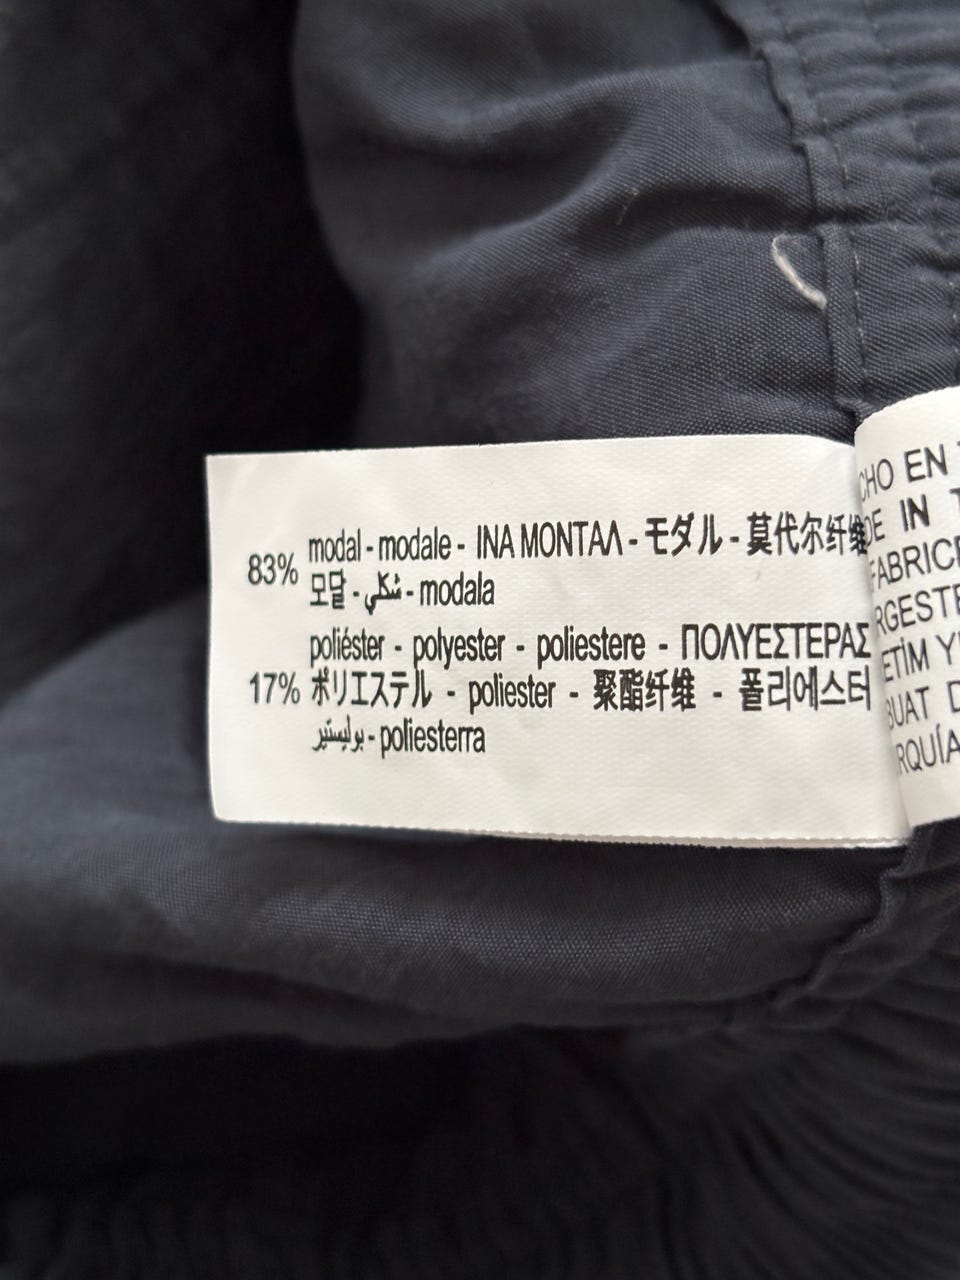 83% modal - modale - ΙΝΑ ΜΟΝΤΑΛ - モダル - 莫代尔纤维
모달 - شكلي - modala
poliéster - polyester - poliestere - ΠΟΛΥΕΣΤΕΡΑΣ
17% ポリエステル - poliester - 聚酯纤维 - 폴리에스터
بوليستير - poliesterra
CHO EN
DE IN
FABRIC
RGESTE
ETİM
BUAT
RQUÍA